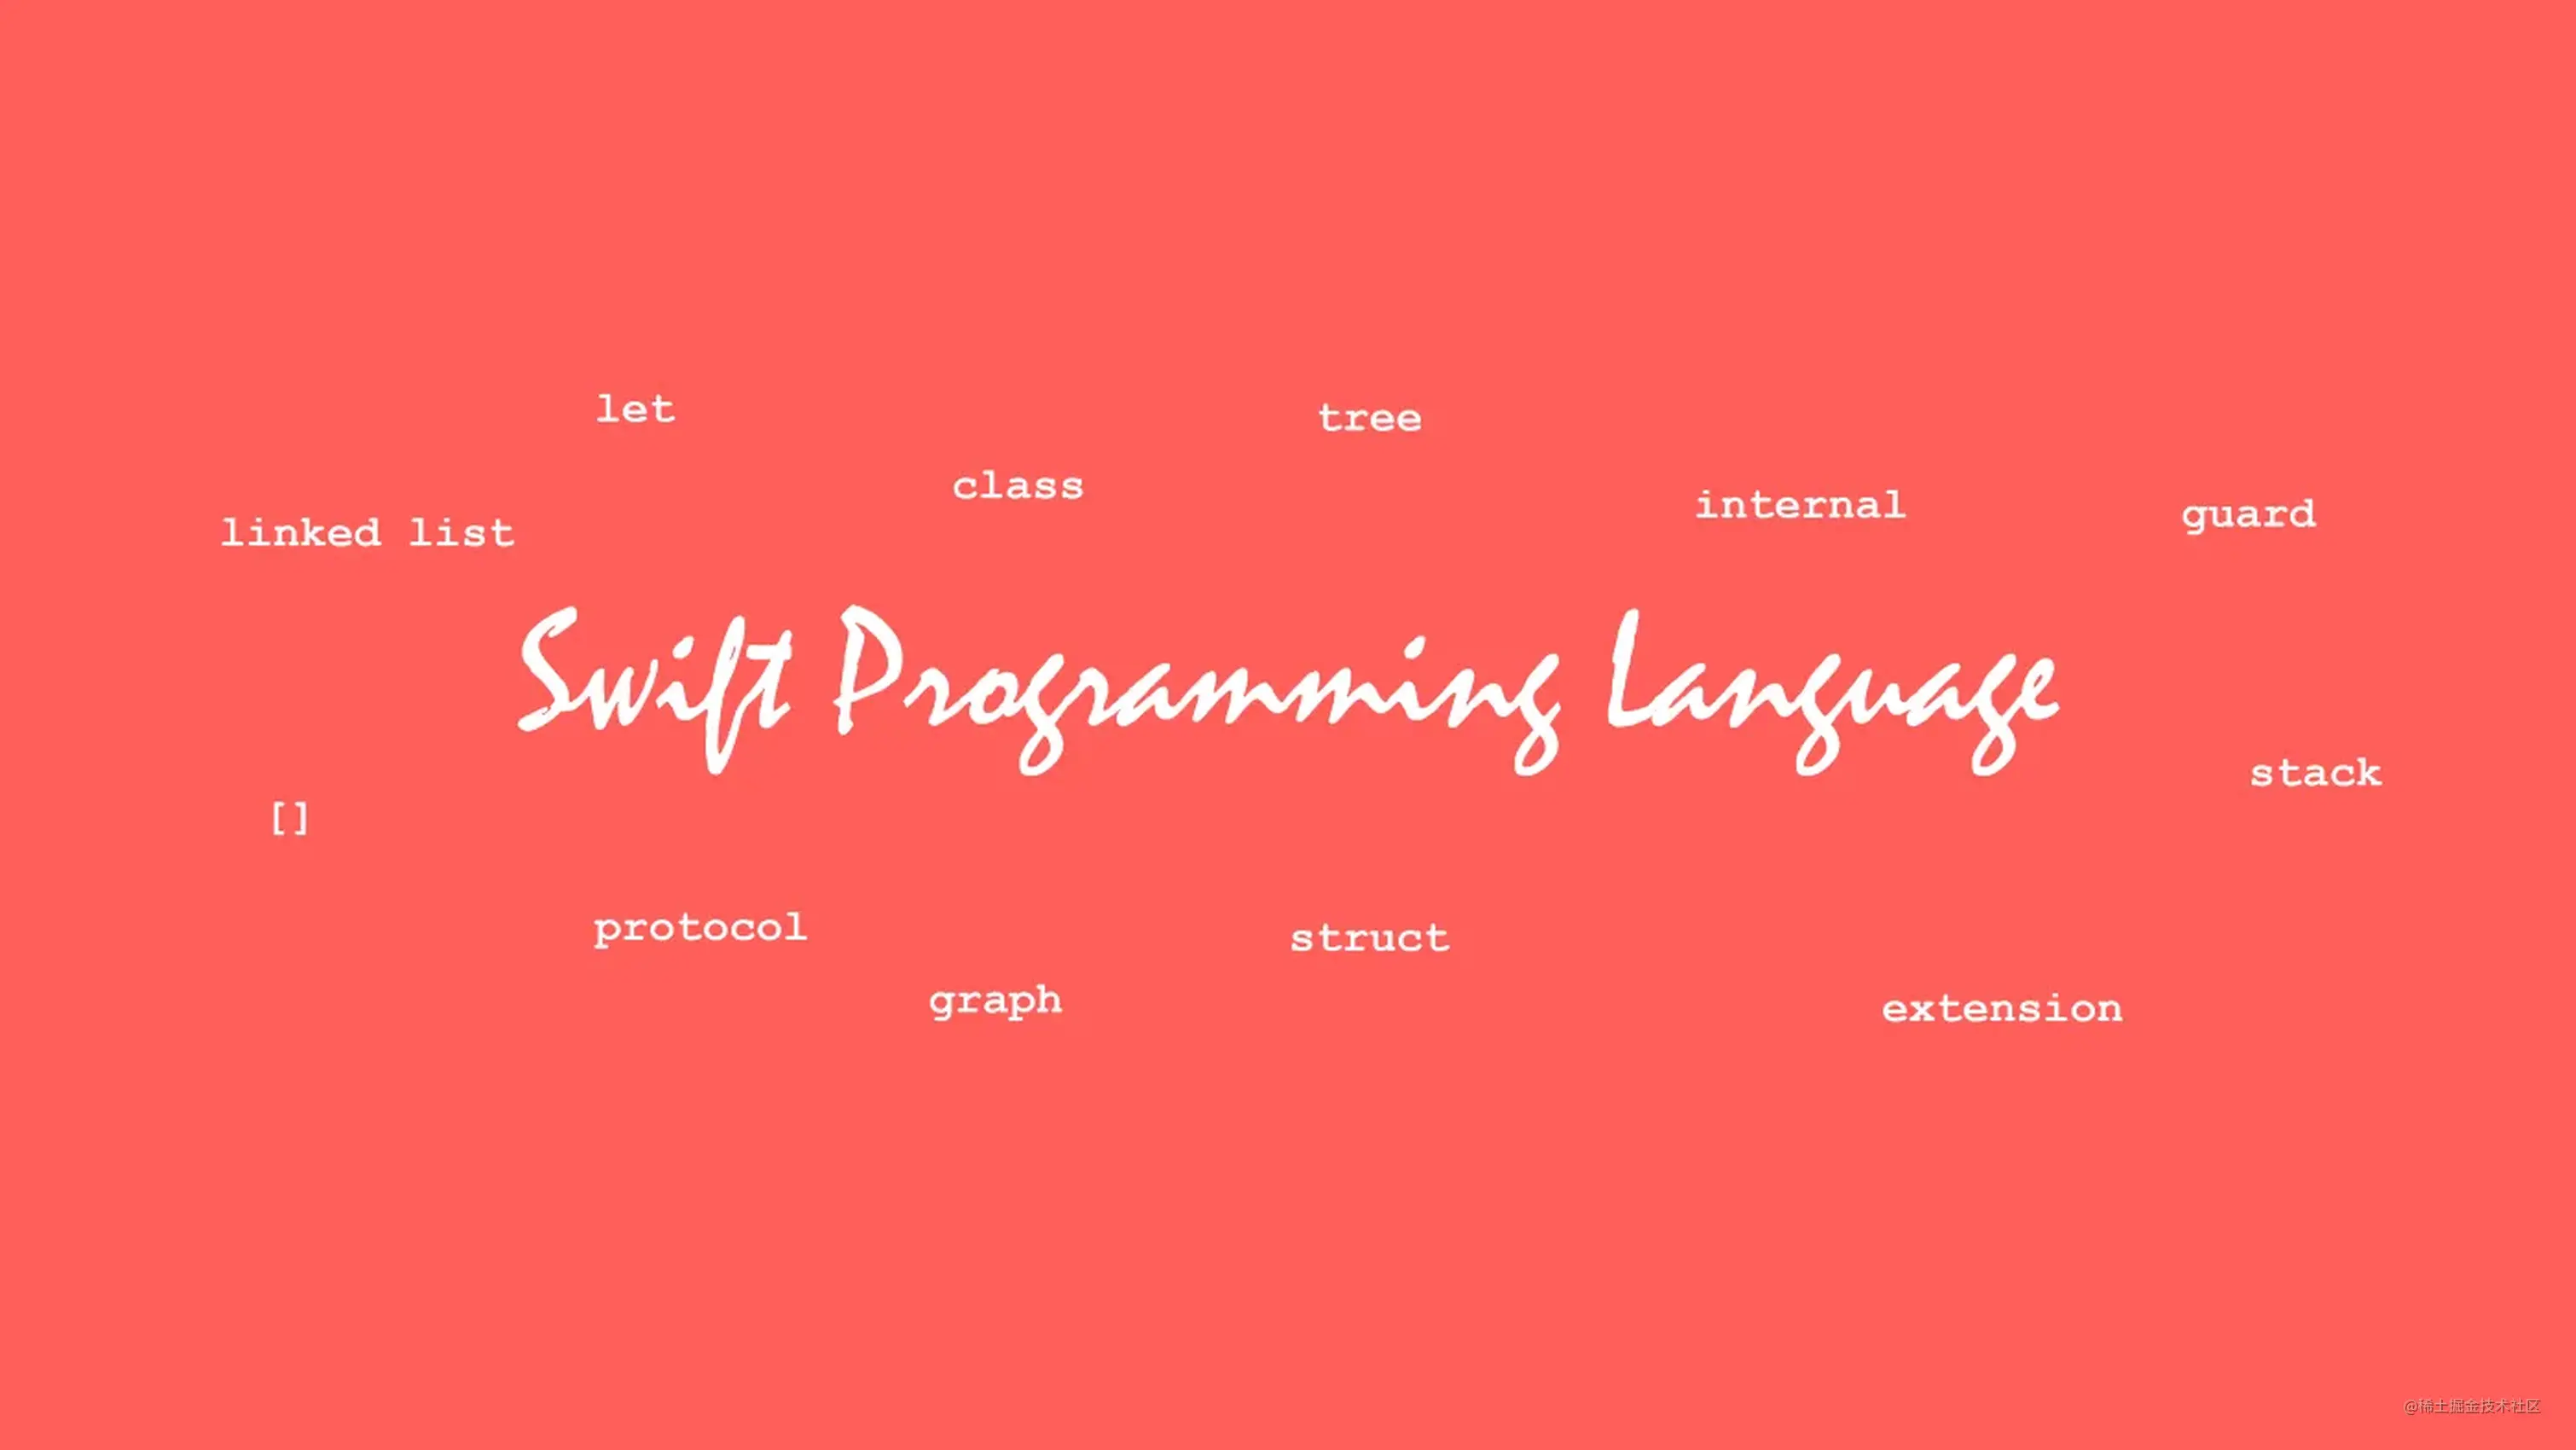 let
tree
class
internal
guard
linked list
Swift Programming Language
stack
[]
protocol
struct
graph
extension
@稀土掘金技术社区